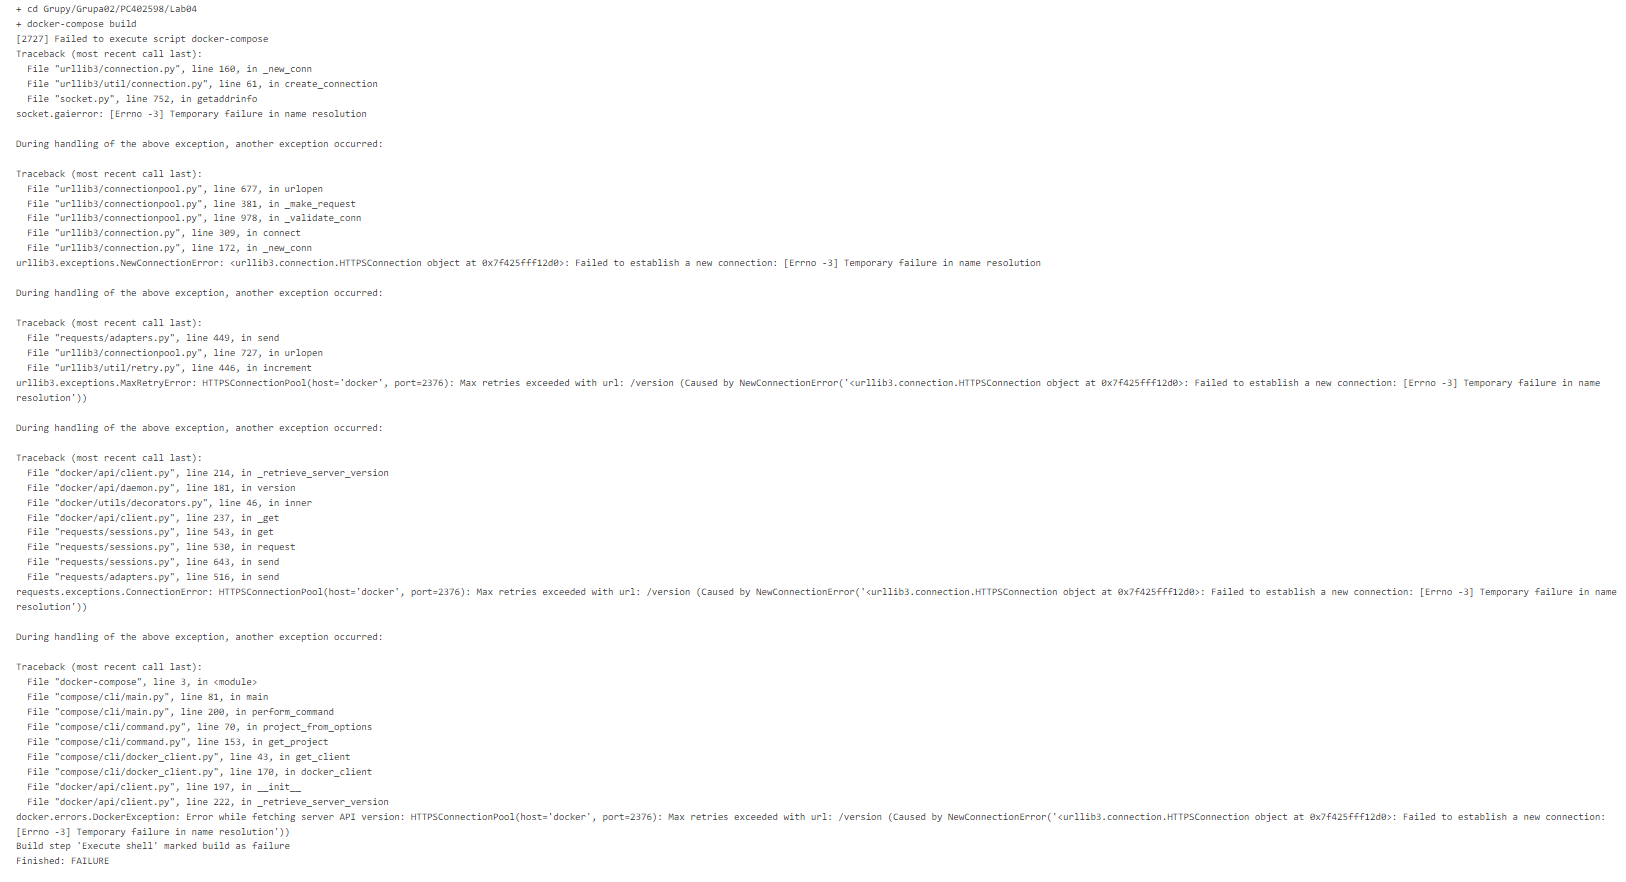 + cd Grupy/Grupa02/PC402598/Lab04
+ docker-compose build
[2727] Failed to execute script docker-compose
Traceback (most recent call last):
  File "urllib3/connection.py", line 160, in _new_conn
  File "urllib3/util/connection.py", line 61, in create_connection
  File "socket.py", line 752, in getaddrinfo
socket.gaierror: [Errno -3] Temporary failure in name resolution

During handling of the above exception, another exception occurred:

Traceback (most recent call last):
  File "urllib3/connectionpool.py", line 677, in urlopen
  File "urllib3/connectionpool.py", line 381, in _make_request
  File "urllib3/connectionpool.py", line 978, in _validate_conn
  File "urllib3/connection.py", line 309, in connect
  File "urllib3/connection.py", line 172, in _new_conn
urllib3.exceptions.NewConnectionError: <urllib3.connection.HTTPSConnection object at 0x7f425fff12d0>: Failed to establish a new connection: [Errno -3] Temporary failure in name resolution

During handling of the above exception, another exception occurred:

Traceback (most recent call last):
  File "requests/adapters.py", line 449, in send
  File "urllib3/connectionpool.py", line 727, in urlopen
  File "urllib3/util/retry.py", line 446, in increment
urllib3.exceptions.MaxRetryError: HTTPSConnectionPool(host='docker', port=2376): Max retries exceeded with url: /version (Caused by NewConnectionError('<urllib3.connection.HTTPSConnection object at 0x7f425fff12d0>: Failed to establish a new connection: [Errno -3] Temporary failure in name
resolution'))

During handling of the above exception, another exception occurred:

Traceback (most recent call last):
  File "docker/api/client.py", line 214, in _retrieve_server_version
  File "docker/api/daemon.py", line 181, in version
  File "docker/utils/decorators.py", line 46, in inner
  File "docker/api/client.py", line 237, in _get
  File "requests/sessions.py", line 543, in get
  File "requests/sessions.py", line 530, in request
  File "requests/sessions.py", line 643, in send
  File "requests/adapters.py", line 516, in send
requests.exceptions.ConnectionError: HTTPSConnectionPool(host='docker', port=2376): Max retries exceeded with url: /version (Caused by NewConnectionError('<urllib3.connection.HTTPSConnection object at 0x7f425fff12d0>: Failed to establish a new connection: [Errno -3] Temporary failure in name
resolution'))

During handling of the above exception, another exception occurred:

Traceback (most recent call last):
  File "docker-compose", line 3, in <module>
  File "compose/cli/main.py", line 81, in main
  File "compose/cli/main.py", line 200, in perform_command
  File "compose/cli/command.py", line 70, in project_from_options
  File "compose/cli/command.py", line 153, in get_project
  File "compose/cli/docker_client.py", line 43, in get_client
  File "compose/cli/docker_client.py", line 170, in docker_client
  File "docker/api/client.py", line 197, in __init__
  File "docker/api/client.py", line 222, in _retrieve_server_version
docker.errors.DockerException: Error while fetching server API version: HTTPSConnectionPool(host='docker', port=2376): Max retries exceeded with url: /version (Caused by NewConnectionError('<urllib3.connection.HTTPSConnection object at 0x7f425fff12d0>: Failed to establish a new connection:
[Errno -3] Temporary failure in name resolution'))
Build step 'Execute shell' marked build as failure
Finished: FAILURE